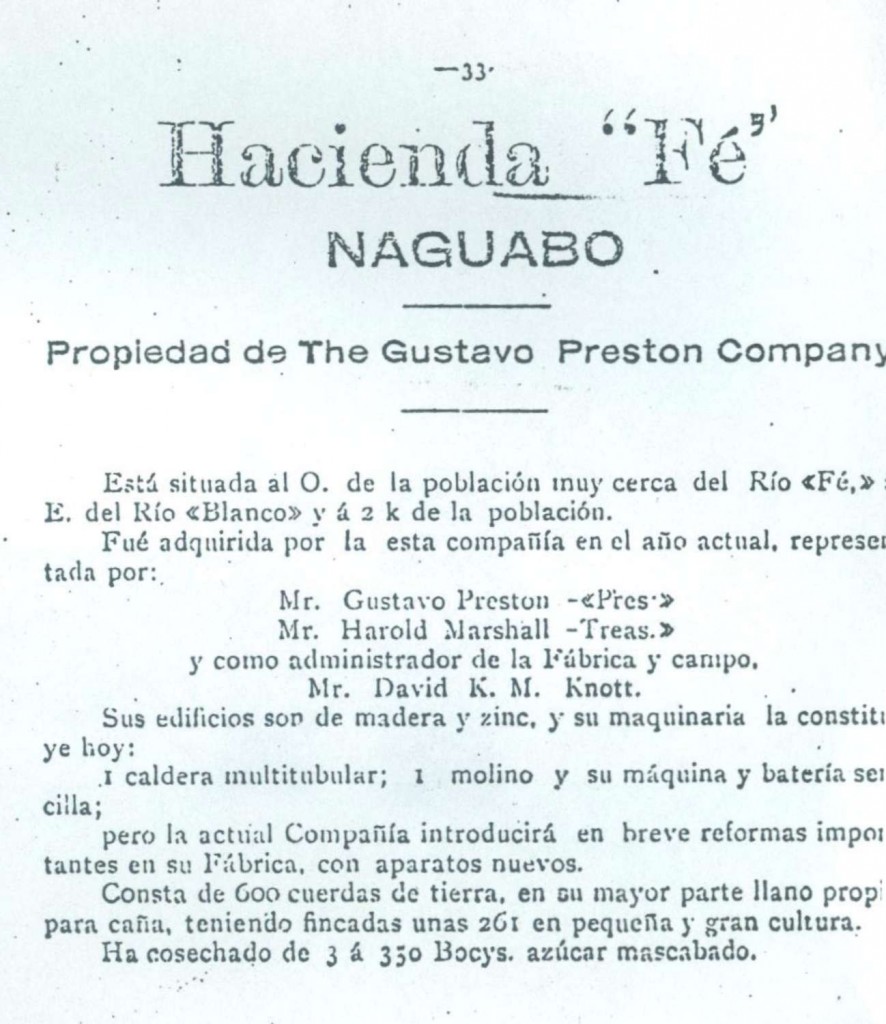 —33
Hacienda “Fé”
NAGUABO
Propiedad de The Gustavo Preston Company
Está situada al O. de la población muy cerca del Río «Fé,»
E. del Río «Blanco» y á 2 k de la población.
Fué adquirida por la esta compañía en el año actual, represen
tada por:
Mr. Gustavo Preston -«Pres·»
Mr. Harold Marshall -Treas.»
y como administrador de la Fábrica y campo,
Mr. David K. M. Knott.
Sus edificios son de madera y zinc, y su maquinaria la constitu
ye hoy:
1 caldera multitubular; 1 molino y su máquina y batería sen
cilla;
pero la actual Compañía introducirá en breve reformas impor
tantes en su Fábrica, con aparatos nuevos.
Consta de 600 cuerdas de tierra, en su mayor parte llano propi
para caña, teniendo fincadas unas 261 en pequeña y gran cultura.
Ha cosechado de 3 á 350 Bocys. azúcar mascabado.